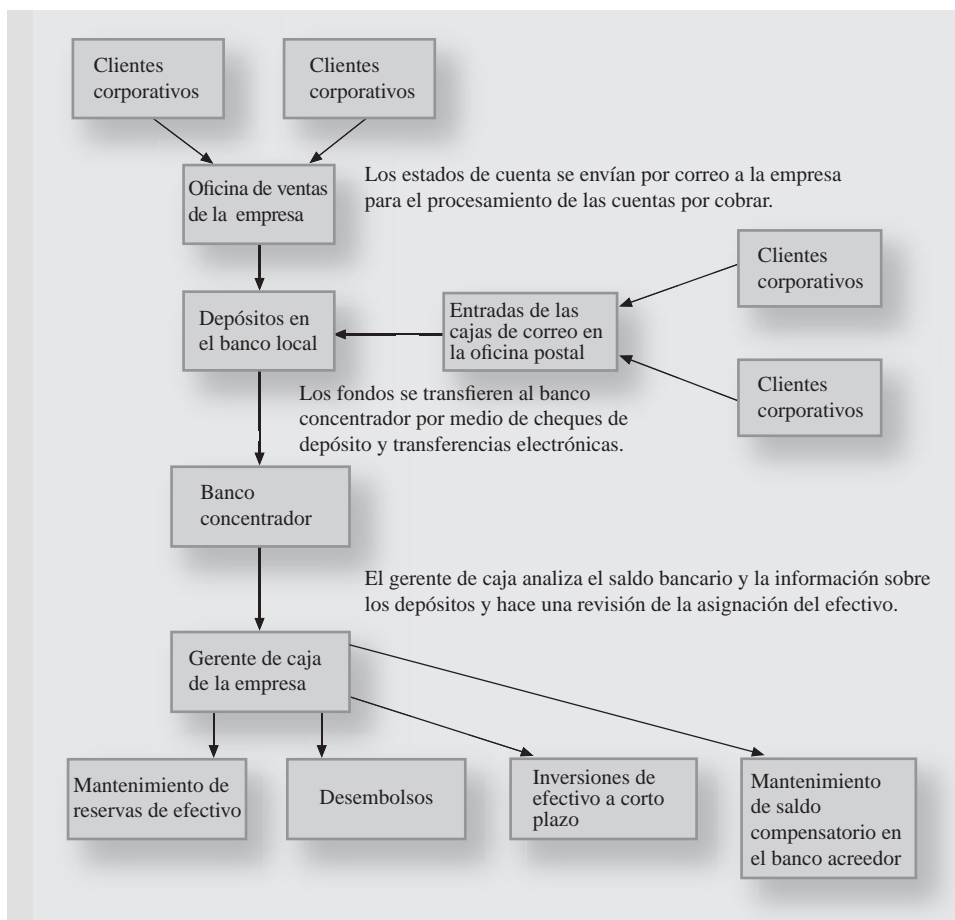 Clientes
corporativos
Clientes
corporativos
Oficina de ventas
de la empresa
Los estados de cuenta se envían por correo a la empresa
para el procesamiento de las cuentas por cobrar.
Clientes
corporativos
Depósitos en
el banco local
Entradas de las
cajas de correo en
la oficina postal
Clientes
corporativos
Los fondos se transfieren al banco
concentrador por medio de cheques de
depósito y transferencias electrónicas.
Banco
concentrador
El gerente de caja analiza el saldo bancario y la información sobre
los depósitos y hace una revisión de la asignación del efectivo.
Gerente de caja
de la empresa
Mantenimiento de
reservas de efectivo
Desembolsos
Inversiones de
efectivo a corto
plazo
Mantenimiento
de saldo
compensatorio en
el banco acreedor